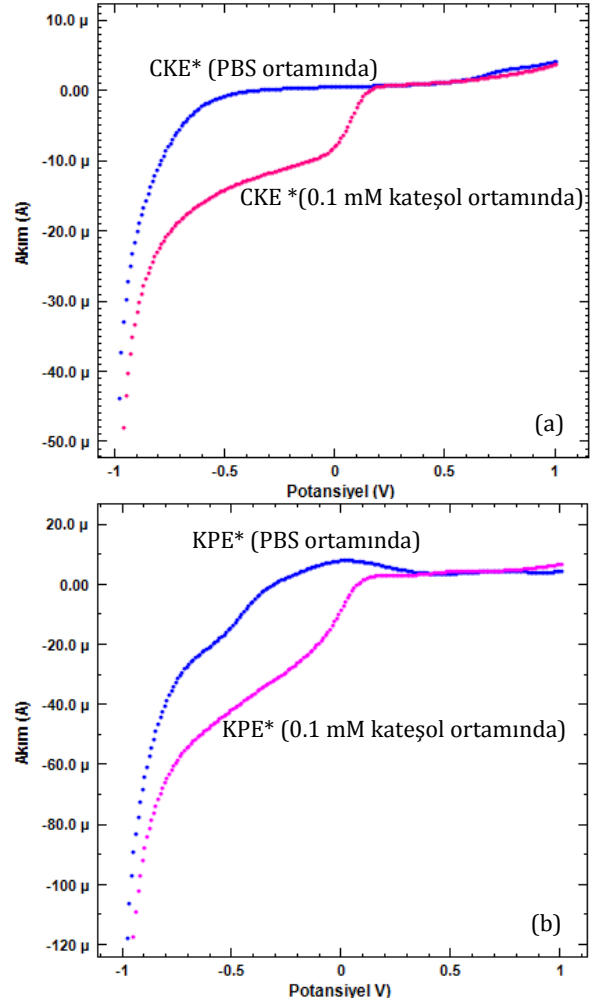 10.0 µ
0.00
-10.0 µ
-20.0 µ
-30.0 µ
-40.0 µ
-50.0 µ
Akım (A)
CKE* (PBS ortamında)
CKE *(0.1 mM kateşol ortamında)
(a)
-1
-0.5
0
0.5
1
Potansiyel (V)
20.0 µ
0.00
-20.0 µ
-40.0 µ
-60.0 µ
-80.0 µ
-100 µ
-120 µ
Akım (A)
KPE* (PBS ortamında)
KPE* (0.1 mM kateşol ortamında)
(b)
-1
-0.5
0
0.5
1
Potansiyel V)